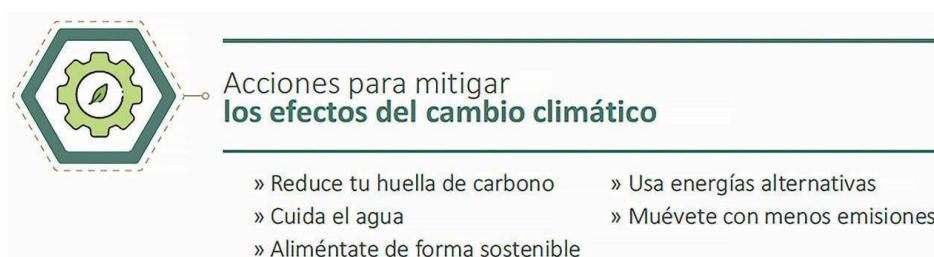 Acciones para mitigar
los efectos del cambio climático
» Reduce tu huella de carbono
» Cuida el agua
» Aliméntate de forma sostenible
» Usa energías alternativas
» Muévete con menos emisiones